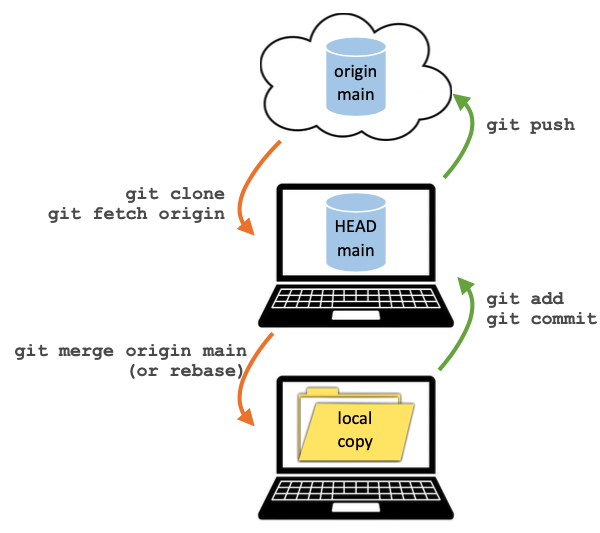 origin
main
git push
git clone
git fetch origin
HEAD
main
git add
git commit
git merge origin main
(or rebase)
local
copy